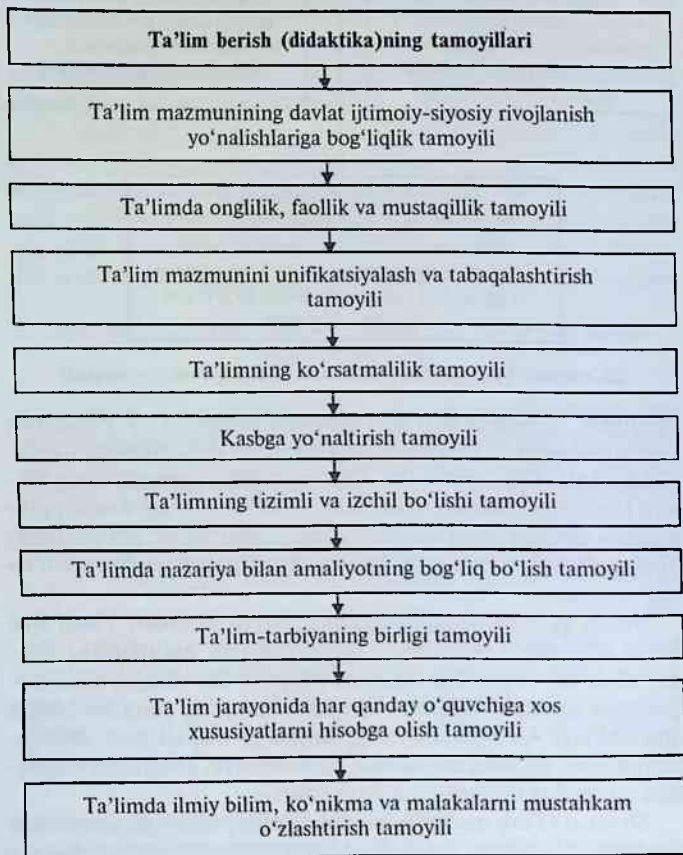 Ta’lim berish (didaktika)ning tamoyillari
Ta’lim mazmunining davlat ijtimoiy-siyosiy rivojlanish
yo‘nalishlariga bog‘liqlik tamoyili
Ta’limda onglilik, faollik va mustaqillik tamoyili
Ta’lim mazmunini unifikatsiyalash va tabaqalashtirish
tamoyili
Ta’limning ko‘rsatmalilik tamoyili
Kasbga yo‘naltirish tamoyili
Ta’limning tizimli va izchil bo‘lishi tamoyili
Ta’limda nazariya bilan amaliyotning bog‘liq bo‘lish tamoyili
Ta’lim-tarbiyaning birligi tamoyili
Ta’lim jarayonida har qanday o‘quvchiga xos
xususiyatlarni hisobga olish tamoyili
Ta’limda ilmiy bilim, ko‘nikma va malakalarni mustahkam
o‘zlashtirish tamoyili